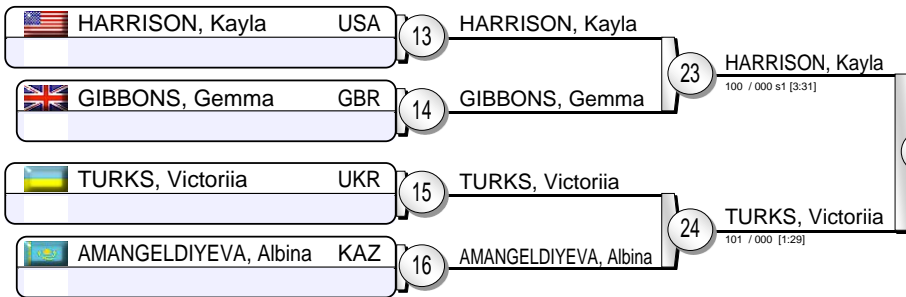 HARRISON, Kayla USA 13 HARRISON, Kayla
23 HARRISON, Kayla
100 / 000 s1 [3:31]
GIBBONS, Gemma GBR 14 GIBBONS, Gemma
TURKS, Victoriia UKR 15 TURKS, Victoriia
24 TURKS, Victoriia
101 / 000 [1:29]
AMANGELDIYEVA, Albina KAZ 16 AMANGELDIYEVA, Albina